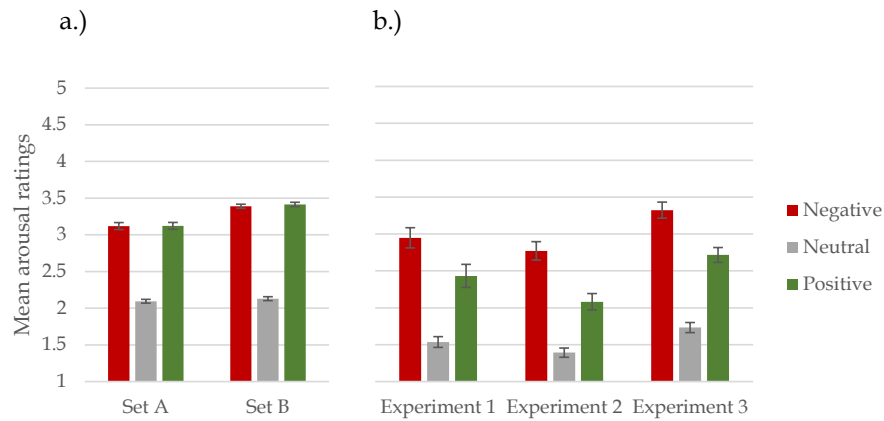 a.)
b.)
Mean arousal ratings
5
4.5
4
3.5
3
2.5
2
1.5
1
Set A
Set B
Experiment 1
Experiment 2
Experiment 3
Negative
Neutral
Positive